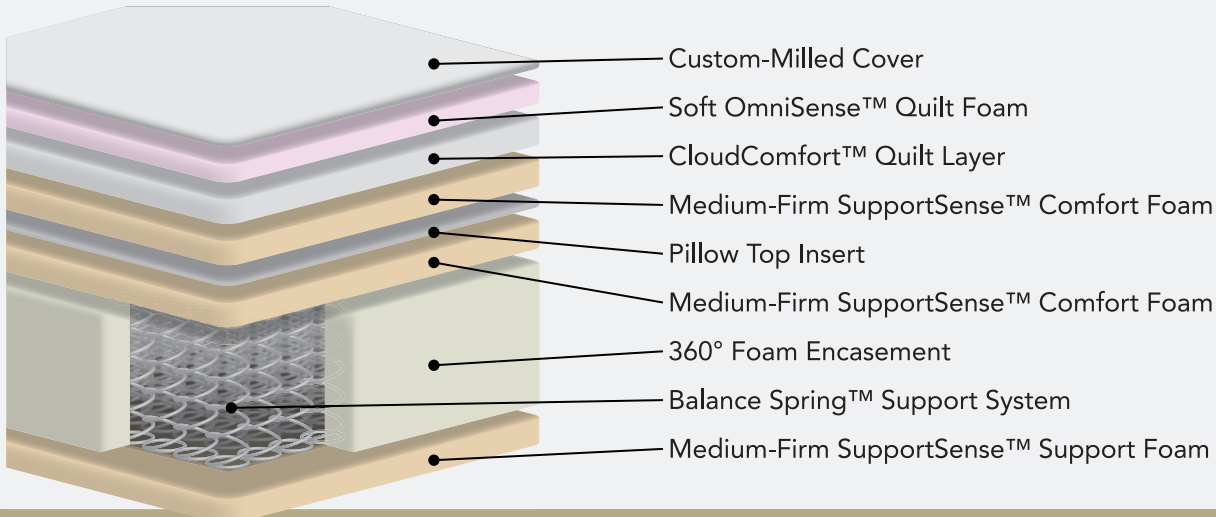 Custom-Milled Cover
Soft OmniSense™ Quilt Foam
CloudComfort™ Quilt Layer
Medium-Firm SupportSense™ Comfort Foam
Pillow Top Insert
Medium-Firm SupportSense™ Comfort Foam
360° Foam Encasement
Balance Spring™ Support System
Medium-Firm SupportSense™ Support Foam